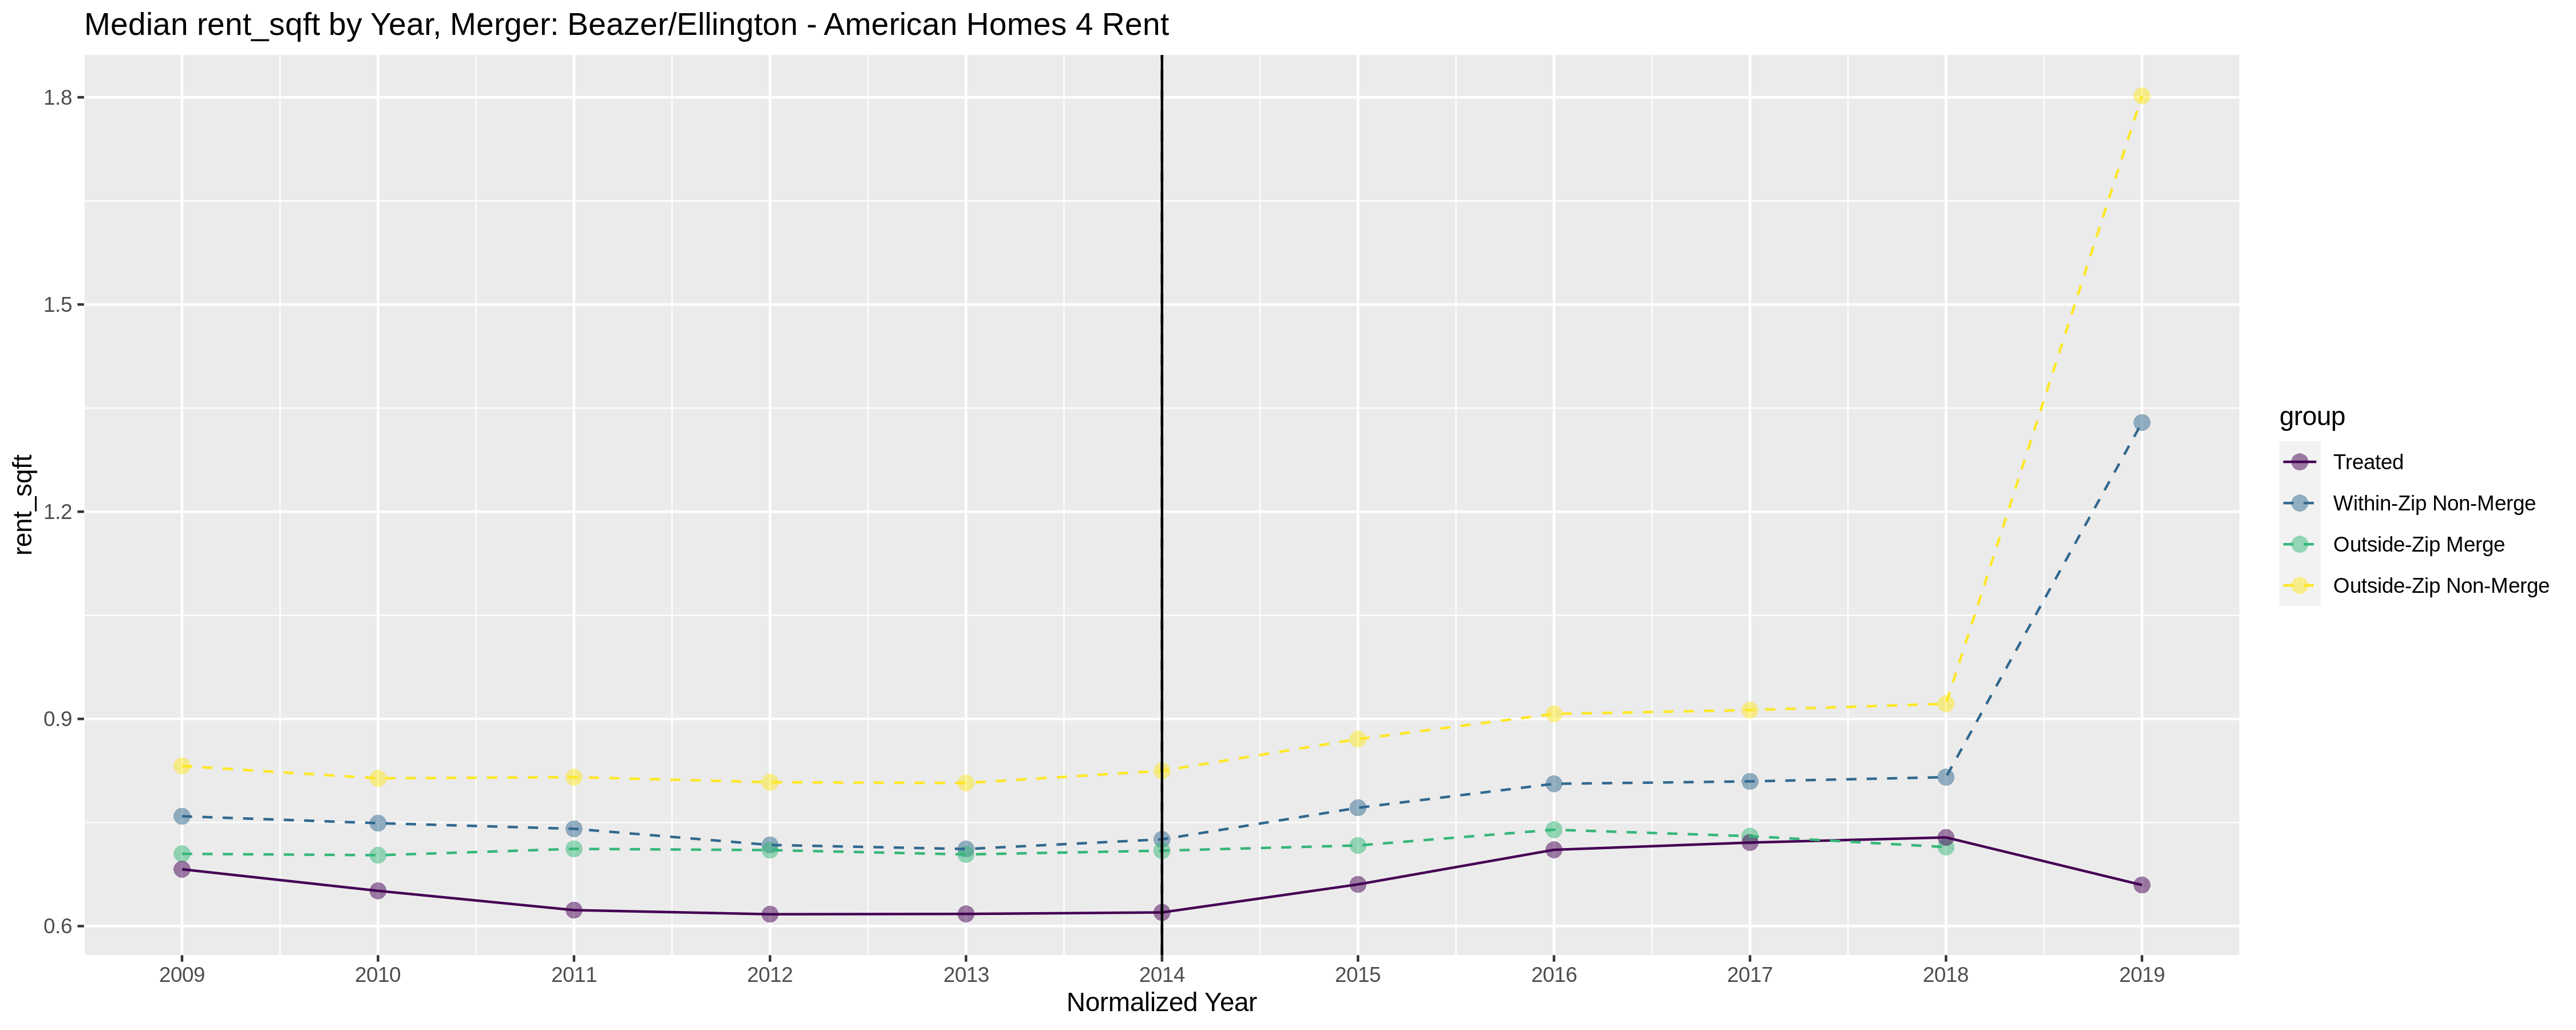 Median rent_sqft by Year, Merger: Beazer/Ellington - American Homes 4 Rent
rent_sqft
1.8
1.5
1.2
0.9
0.6
2009 2010 2011 2012 2013 2014 2015 2016 2017 2018 2019
Normalized Year
group
Treated
Within-Zip Non-Merge
Outside-Zip Merge
Outside-Zip Non-Merge